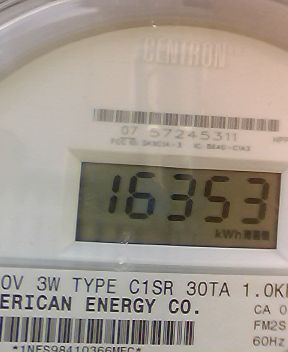 CENTRON
07 57245311
16353
kWh
0V 3W TYPE C1SR 30TA 1.0K
ERICAN ENERGY CO.
CA 0
FM2S
60Hz